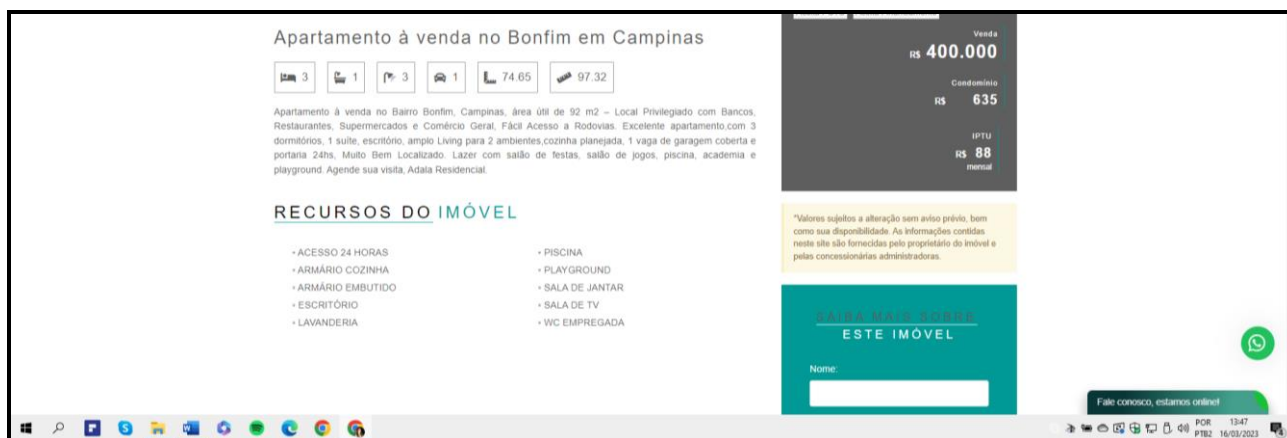 Apartamento à venda no Bonfim em Campinas
3
1
3
1
74.65
97.32
Apartamento à venda no Bairro Bonfim, Campinas, área útil de 92 m2 – Local Privilegiado com Bancos,
Restaurantes, Supermercados e Comércio Geral, Fácil Acesso a Rodovias. Excelente apartamento,com 3
dormitórios, 1 suíte, escritório, amplo Living para 2 ambientes,cozinha planejada, 1 vaga de garagem coberta e
portaria 24hs, Muito Bem Localizado. Lazer com salão de festas, salão de jogos, piscina, academia e
playground. Agende sua visita, Adala Residencial.
RECURSOS DO IMÓVEL
• ACESSO 24 HORAS
• ARMÁRIO COZINHA
• ARMÁRIO EMBUTIDO
• ESCRITÓRIO
• LAVANDERIA
• PISCINA
• PLAYGROUND
• SALA DE JANTAR
• SALA DE TV
• WC EMPREGADA
Venda
R$ 400.000
Condomínio
R$ 635
IPTU
R$ 88
mensal
*Valores sujeitos a alteração sem aviso prévio, bem
como sua disponibilidade. As informações contidas
neste site são fornecidas pelo proprietário do imóvel e
pelas concessionárias administradoras.
SAIBA MAIS SOBRE
ESTE IMÓVEL
Nome:
Fale conosco, estamos online!
POR
PTB2
13:47
16/03/2023